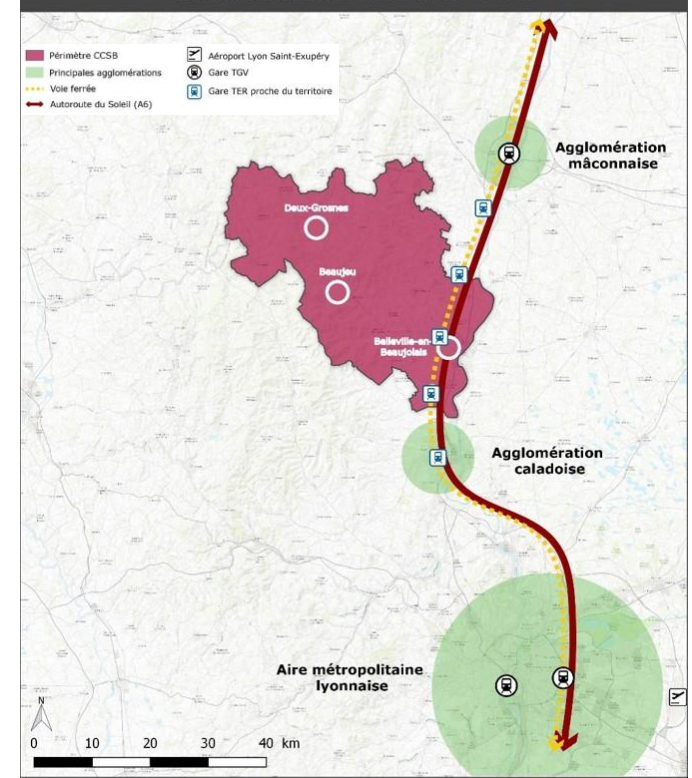 Périmètre CCSB
Principales agglomérations
Voie ferrée
Autoroute du Soleil (A6)
Aéroport Lyon Saint-Exupéry
Gare TGV
Gare TER proche du territoire
Agglomération
mâconnaise
Deux-Grosnes
Beaujeu
Belleville-en-
Beaujolais
Agglomération
caladoise
Aire métropolitaine
lyonnaise
N
0 10 20 30 40 km